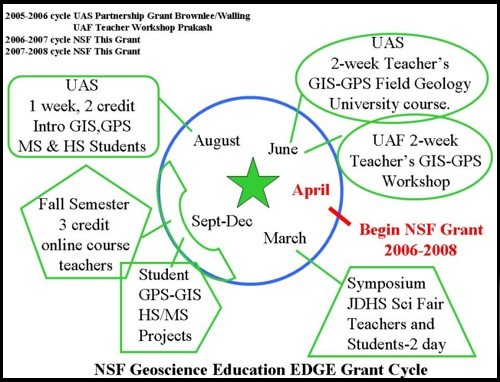 2005-2006 cycle UAS Partnership Grant Brownlee/Walling
UAF Teacher Workshop Prakash
2006-2007 cycle NSF This Grant
2007-2008 cycle NSF This Grant
UAS
1 week, 2 credit
Intro GIS,GPS
MS & HS Students
UAS
2-week Teacher's
GIS-GPS Field Geology
University course.
UAF 2-week
Teacher's GIS-GPS
Workshop
August
June
April
Sept-Dec
March
Begin NSF Grant
2006-2008
Fall Semester
3 credit
online course
teachers
Student
GPS-GIS
HS/MS
Projects
Symposium
JDHS Sci Fair
Teachers and
Students-2 day
NSF Geoscience Education EDGE Grant Cycle